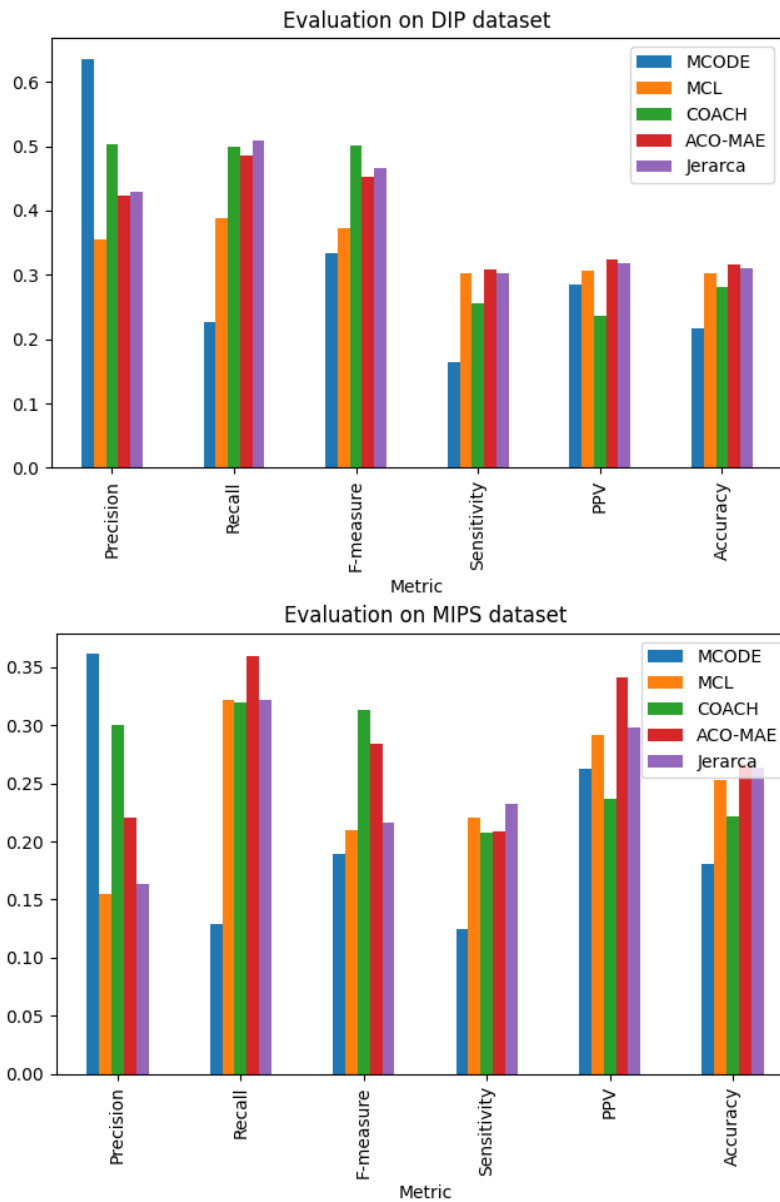 Evaluation on DIP dataset
MCODE
MCL
COACH
ACO-MAE
Jerarca
0.6
0.5
0.4
0.3
0.2
0.1
0.0
Precision
Recall
F-measure
Sensitivity
PPV
Accuracy
Metric
Evaluation on MIPS dataset
MCODE
MCL
COACH
ACO-MAE
Jerarca
0.35
0.30
0.25
0.20
0.15
0.10
0.05
0.00
Precision
Recall
F-measure
Sensitivity
PPV
Accuracy
Metric